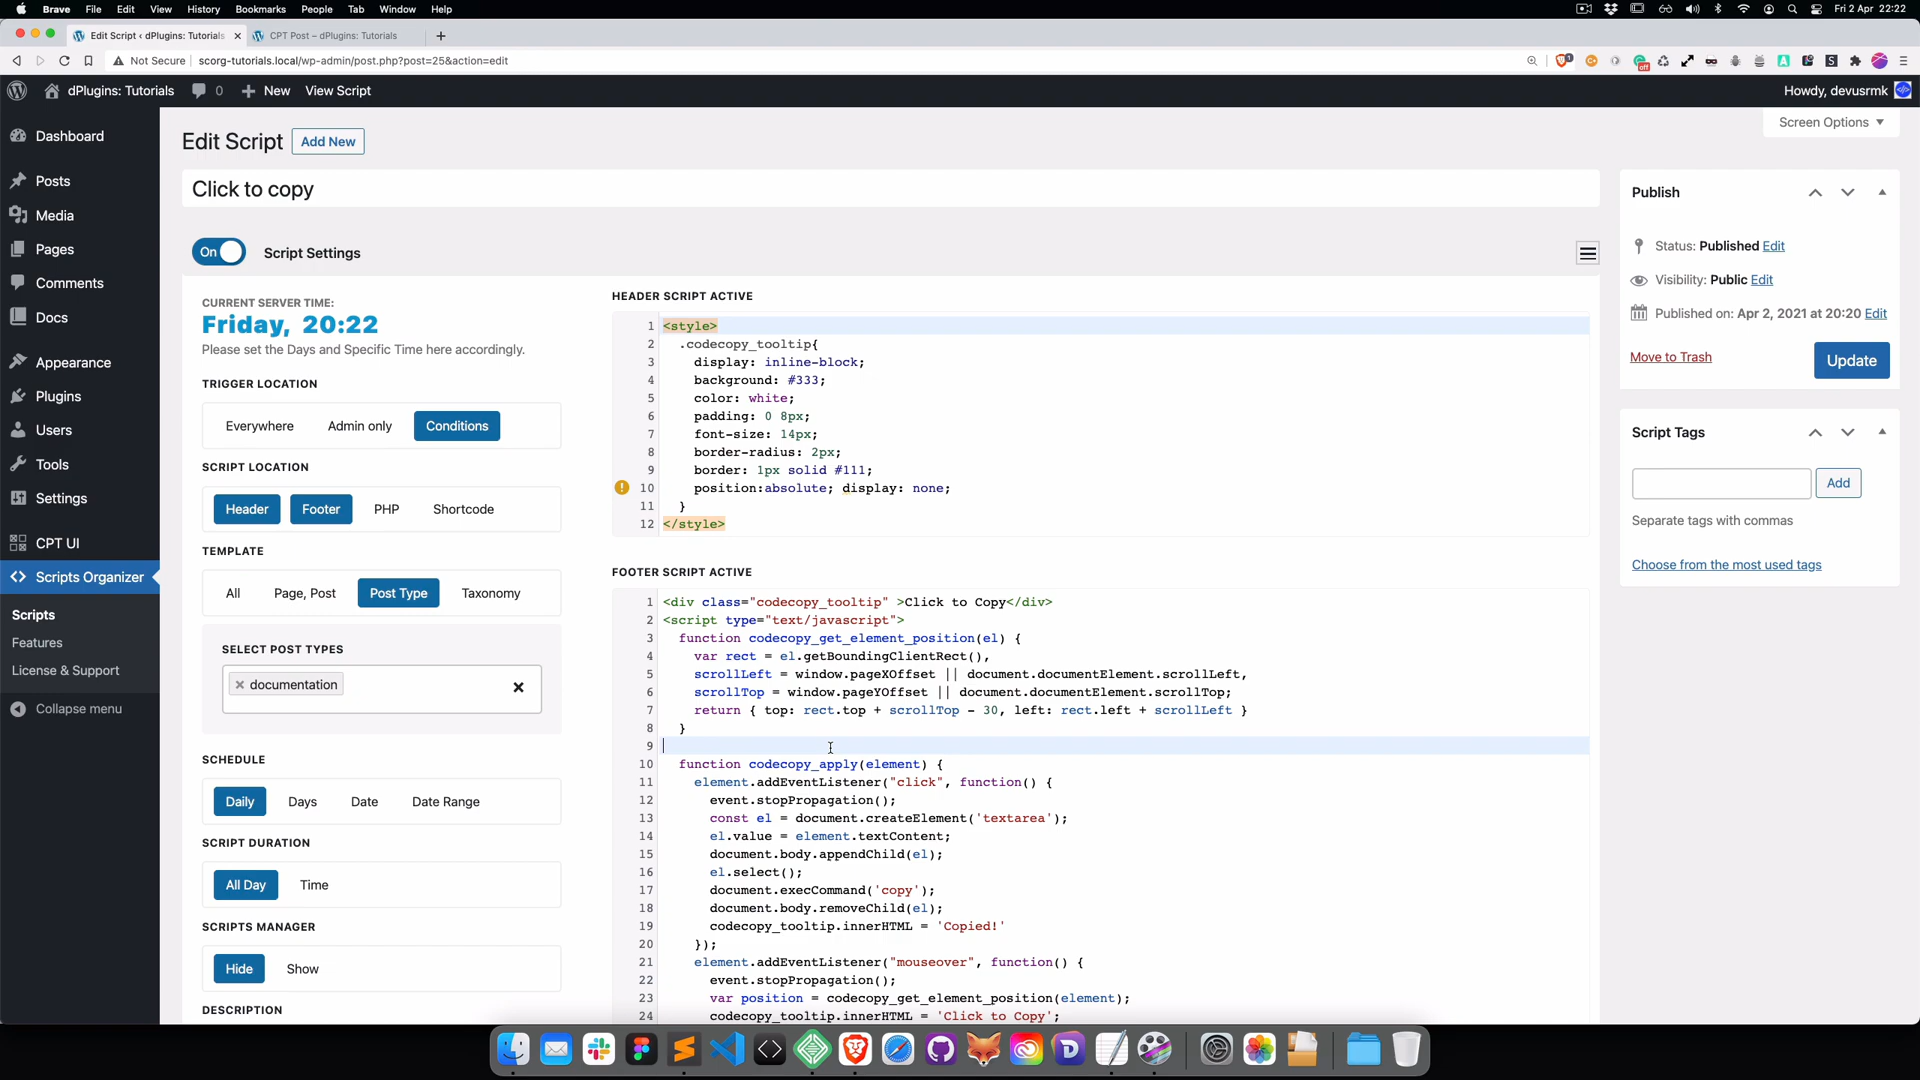 Brave File Edit View History Bookmarks People Tab Window Help Fri 2 Apr 22:22
Edit Script ‹ dPlugins: Tutorials CPT Post – dPlugins: Tutorials
Not Secure scorg-tutorials.local/wp-admin/post.php?post=25&action=edit
dPlugins: Tutorials 0 New View Script Howdy, devusrmk
Screen Options
Dashboard
Posts
Media
Pages
Comments
Docs
Appearance
Plugins
Users
Tools
Settings
CPT UI
Scripts Organizer
Scripts
Features
License & Support
Collapse menu
Edit Script Add New
Click to copy
On Script Settings
CURRENT SERVER TIME:
Friday, 20:22
Please set the Days and Specific Time here accordingly.
TRIGGER LOCATION
Everywhere Admin only Conditions
SCRIPT LOCATION
Header Footer PHP Shortcode
TEMPLATE
All Page, Post Post Type Taxonomy
SELECT POST TYPES
× documentation ×
SCHEDULE
Daily Days Date Date Range
SCRIPT DURATION
All Day Time
SCRIPTS MANAGER
Hide Show
DESCRIPTION
HEADER SCRIPT ACTIVE
1 <style>
2 .codecopy_tooltip{
3 display: inline-block;
4 background: #333;
5 color: white;
6 padding: 0 8px;
7 font-size: 14px;
8 border-radius: 2px;
9 border: 1px solid #111;
10 position:absolute; display: none;
11 }
12 </style>
FOOTER SCRIPT ACTIVE
1 <div class="codecopy_tooltip" >Click to Copy</div>
2 <script type="text/javascript">
3 function codecopy_get_element_position(el) {
4 var rect = el.getBoundingClientRect(),
5 scrollLeft = window.pageXOffset || document.documentElement.scrollLeft,
6 scrollTop = window.pageYOffset || document.documentElement.scrollTop;
7 return { top: rect.top + scrollTop - 30, left: rect.left + scrollLeft }
8 }
9
10 function codecopy_apply(element) {
11 element.addEventListener("click", function() {
12 event.stopPropagation();
13 const el = document.createElement('textarea');
14 el.value = element.textContent;
15 document.body.appendChild(el);
16 el.select();
17 document.execCommand('copy');
18 document.body.removeChild(el);
19 codecopy_tooltip.innerHTML = 'Copied!'
20 });
21 element.addEventListener("mouseover", function() {
22 event.stopPropagation();
23 var position = codecopy_get_element_position(element);
24 codecopy_tooltip.innerHTML = 'Click to Copy';
Publish
Status: Published Edit
Visibility: Public Edit
Published on: Apr 2, 2021 at 20:20 Edit
Move to Trash Update
Script Tags
Add
Separate tags with commas
Choose from the most used tags